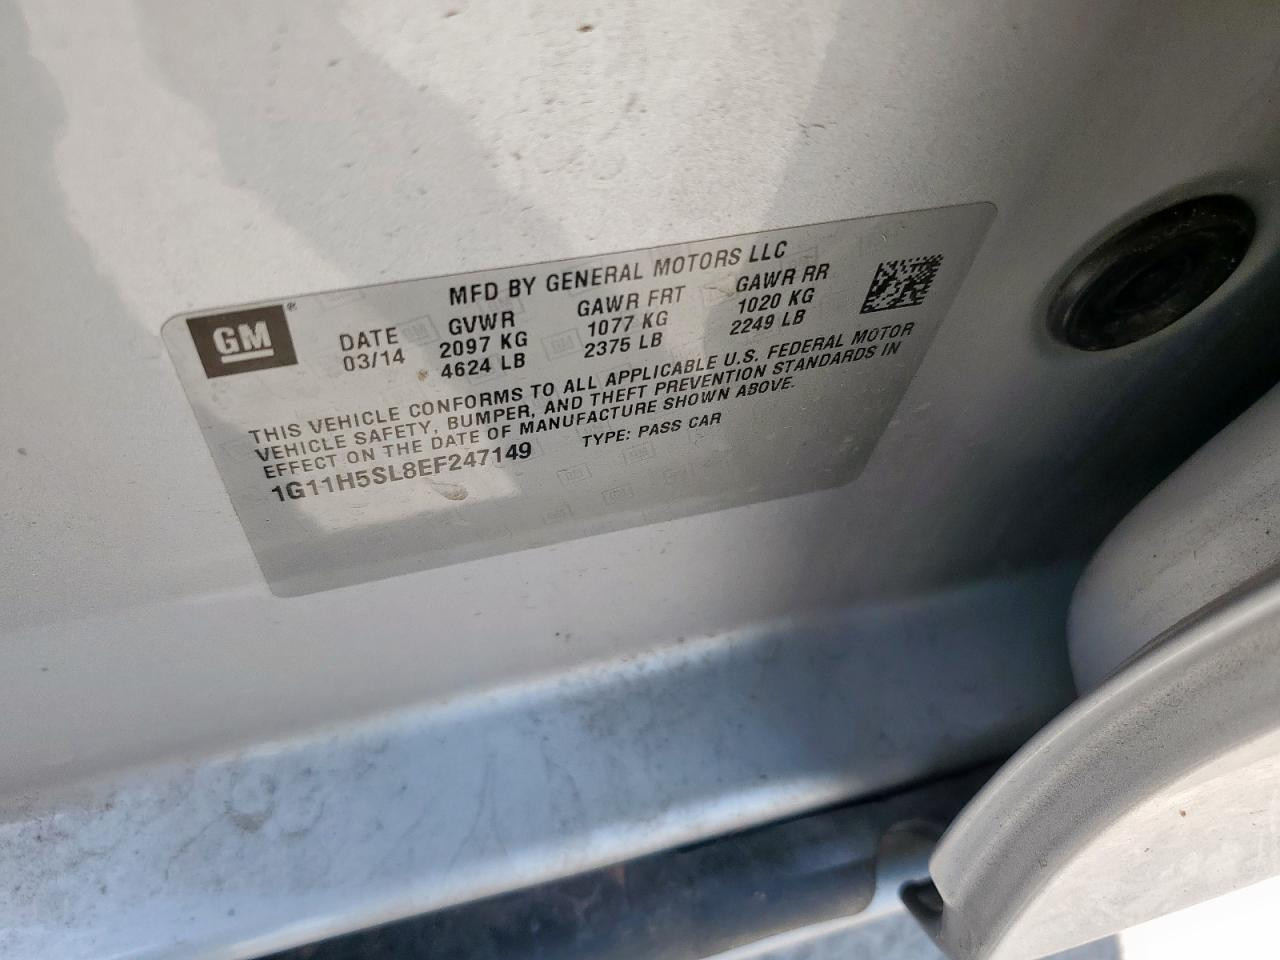 GM®
MFD BY GENERAL MOTORS LLC
DATE GVWR GAWR FRT GAWR RR
03/14 2097 KG 1077 KG 1020 KG
4624 LB 2375 LB 2249 LB
THIS VEHICLE CONFORMS TO ALL APPLICABLE U.S. FEDERAL MOTOR
VEHICLE SAFETY, BUMPER, AND THEFT PREVENTION STANDARDS IN
EFFECT ON THE DATE OF MANUFACTURE SHOWN ABOVE.
1G11H5SL8EF247149 TYPE: PASS CAR